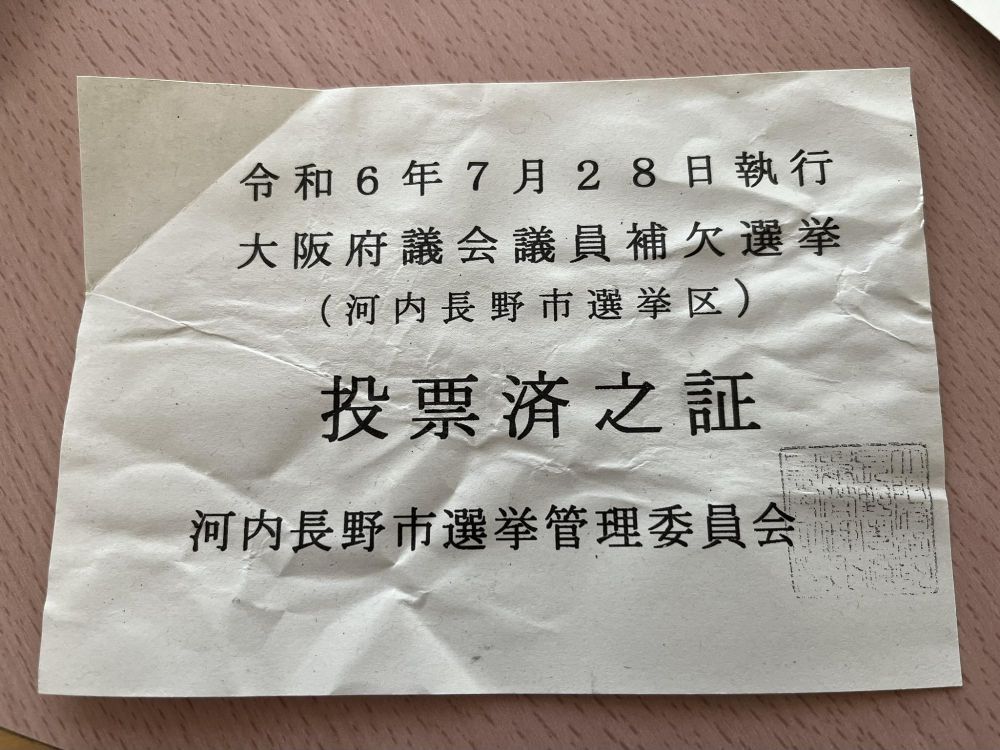 令和６年７月２８日執行
大阪府議会議員補欠選挙
（河内長野市選挙区）
投票済之証
河内長野市選挙管理委員会